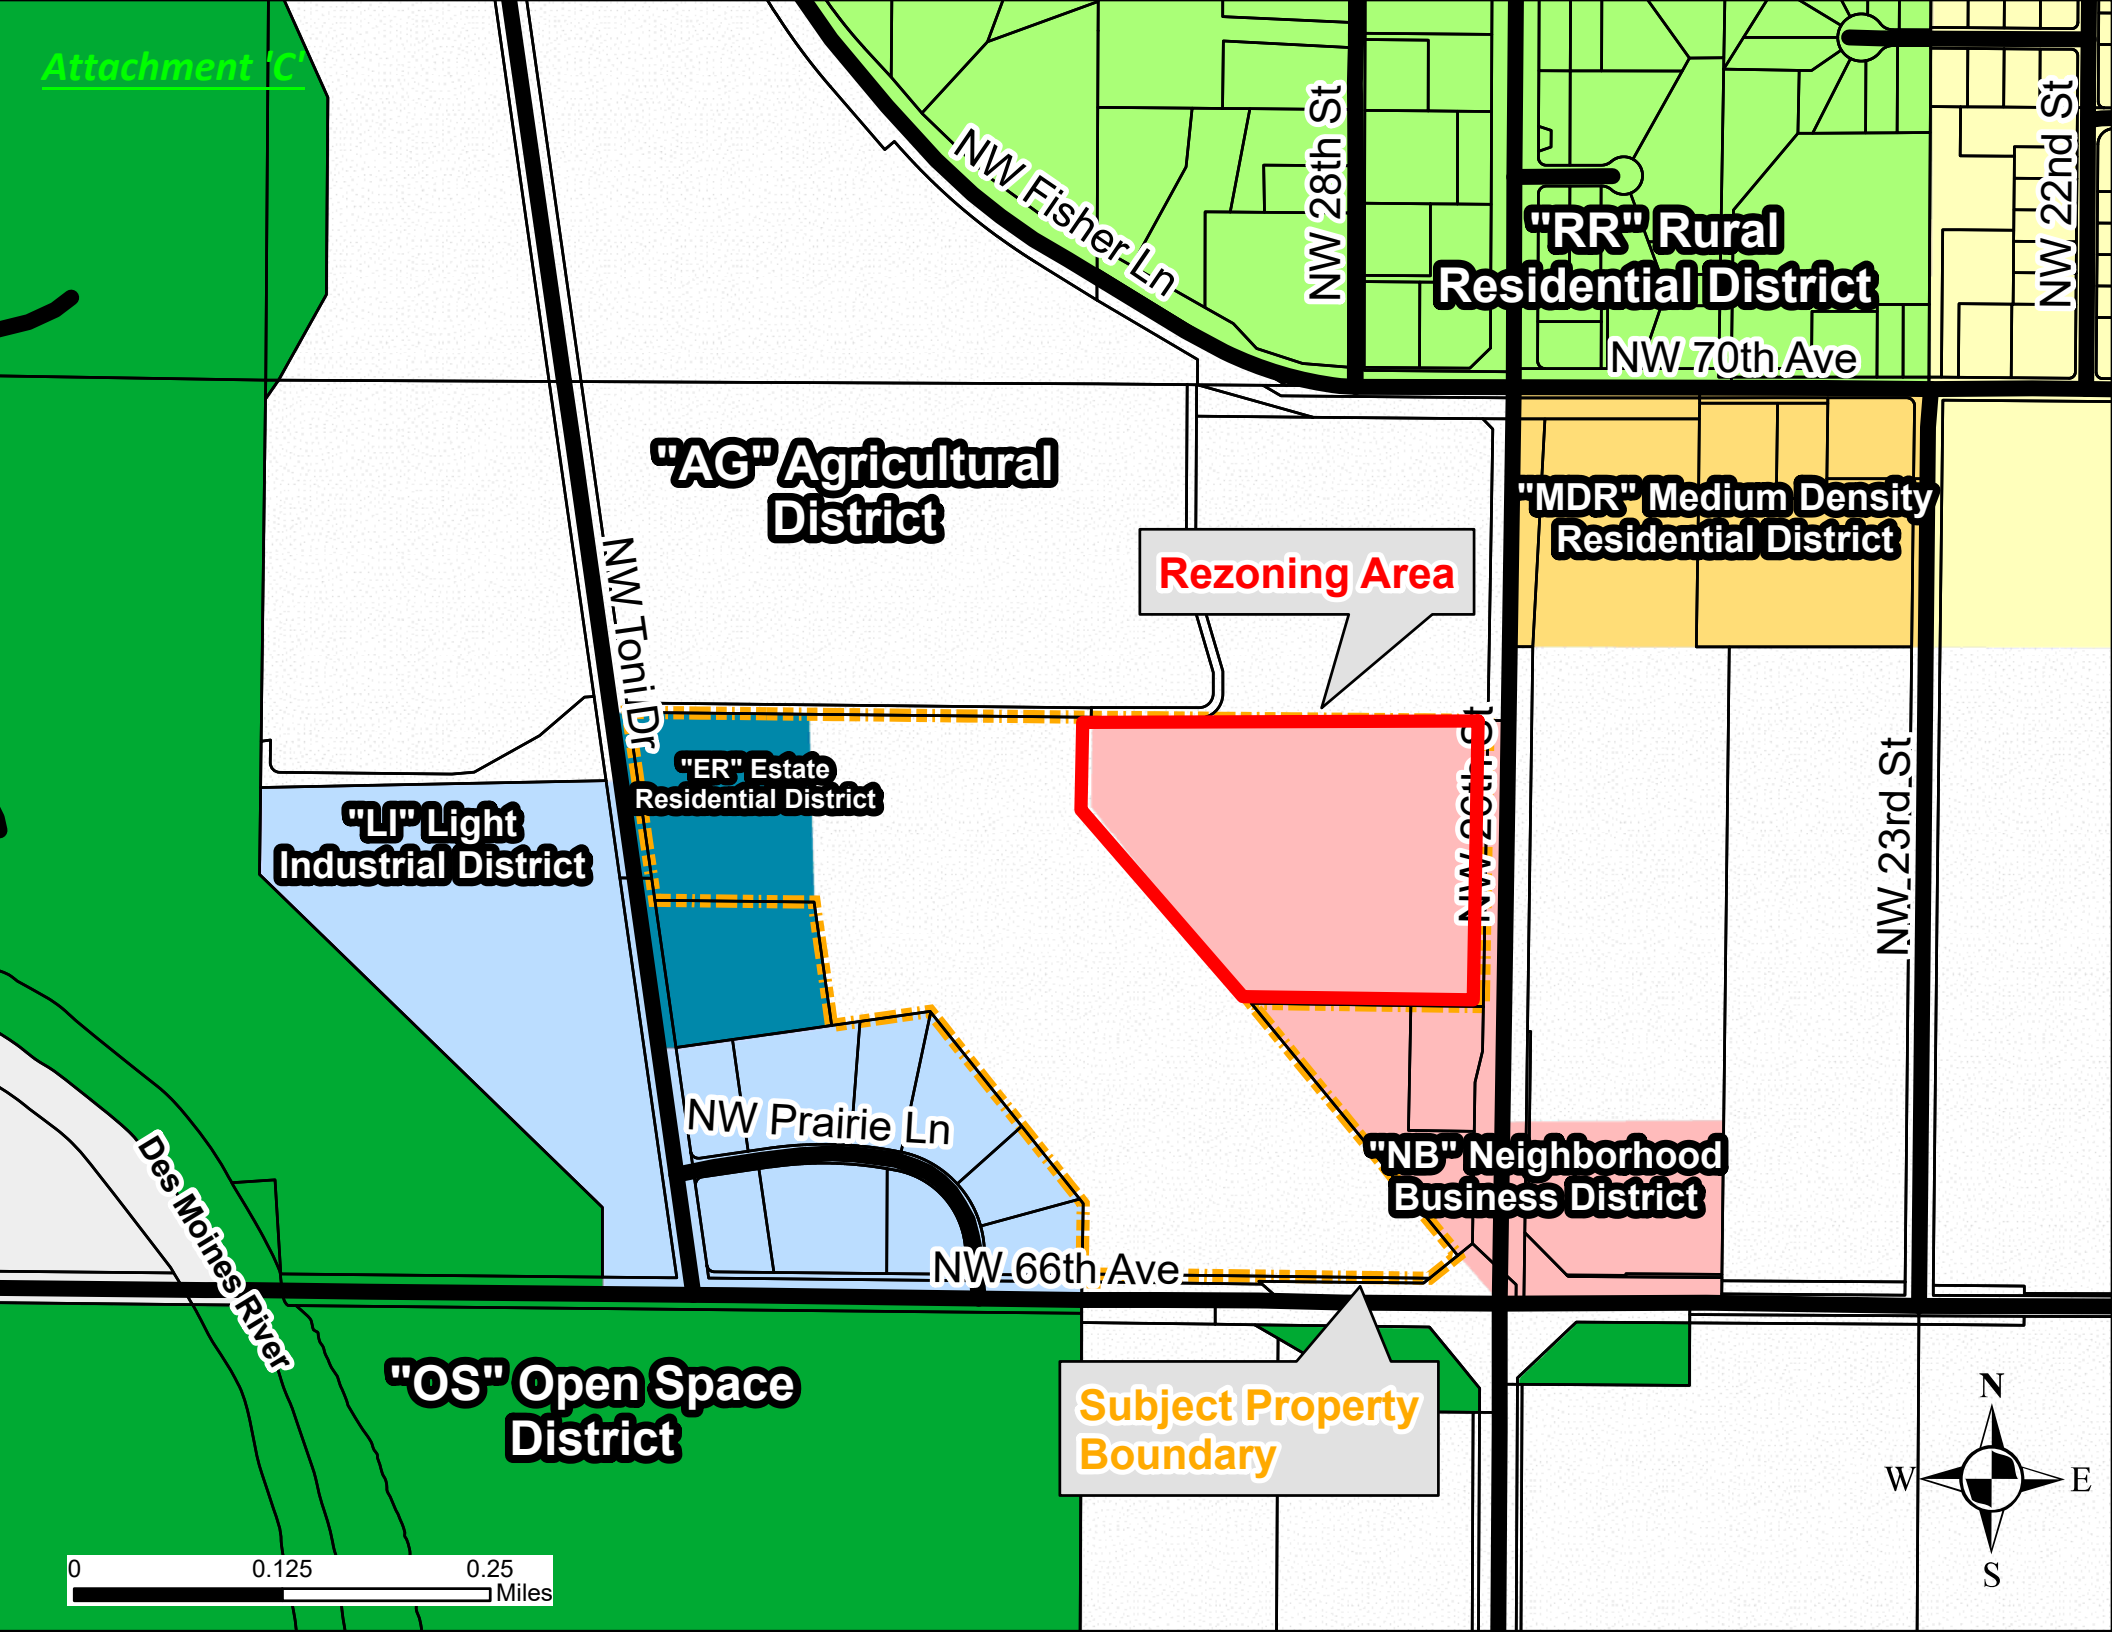 Attachment 'C'
NW Fisher Ln
NW 28th St
NW 22nd St
"RR" Rural
Residential District
NW 70th Ave
"AG" Agricultural
District
"MDR" Medium Density
Residential District
NW Toni Dr
Rezoning Area
NW 26th St
NW 23rd St
"ER" Estate
Residential District
"LI" Light
Industrial District
NW Prairie Ln
"NB" Neighborhood
Business District
Des Moines River
NW 66th Ave
"OS" Open Space
District
Subject Property
Boundary
N
W E
S
0 0.125 0.25
Miles